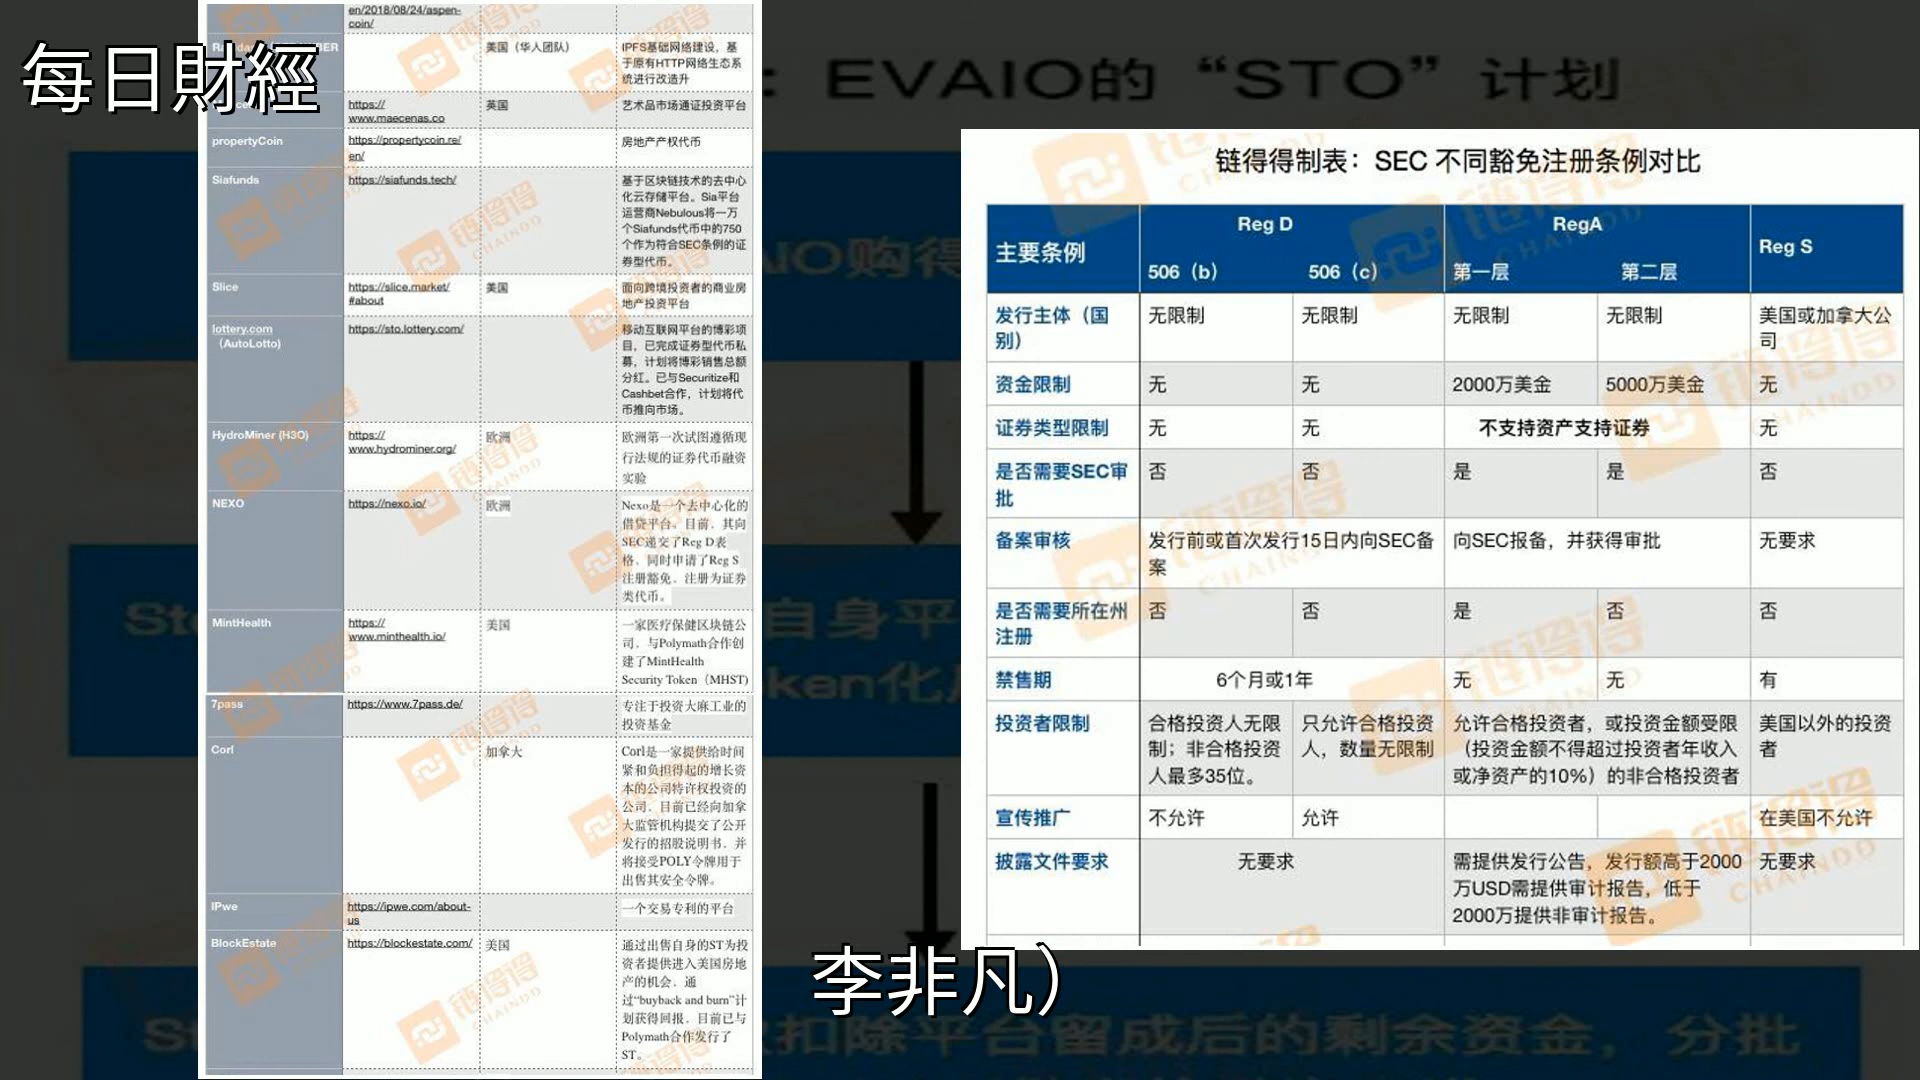 每日財經
：EVAIO的“STO”计划
en/2018/08/24/aspen-
coin/
美国（华人团队）
IPFS基础网络建设，基
于原有HTTP网络生态系
统进行改造升
https://
www.maecenas.co
英国
艺术品市场通证投资平台
propertyCoin
https://propertycoin.re/
en/
房地产产权代币
Siafunds
https://siafunds.tech/
基于区块链技术的去中心
化云存储平台。Sia平台
运营商Nebulous将一万
个Siafunds代币中的750
个作为符合SEC条例的证
券型代币。
Slice
https://slice.market/
#about
美国
面向跨境投资者的商业房
地产投资平台
lottery.com
（AutoLotto)
https://sto.lottery.com/
移动互联网平台的博彩项
目，已完成证券型代币私
募，计划将博彩销售总额
分红。已与Securitize和
Cashbet合作，计划将代
币推向市场。
HydroMiner (H3O)
https://
www.hydrominer.org/
欧洲
欧洲第一次试图遵循现
行法规的证券代币融资
实验
NEXO
https://nexo.io/
欧洲
Nexo是一个去中心化的
借贷平台。目前，其向
SEC递交了Reg D表
格，同时申请了Reg S
注册豁免，注册为证券
类代币。
MintHealth
https://
www.minthealth.io/
美国
一家医疗保健区块链公
司，与Polymath合作创
建了MintHealth
Security Token（MHST)
7pass
https://www.7pass.de/
专注于投资大麻工业的
投资基金
Corl
加拿大
Corl是一家提供给时间
紧和负担得起的增长资
本的公司特许权投资的
公司，目前已经向加拿
大监管机构提交了公开
发行的招股说明书，并
将接受POLY令牌用于
出售其安全令牌。
IPwe
https://ipwe.com/about-
us
一个交易专利的平台
BlockEstate
https://blockestate.com/
美国
通过出售自身的ST为投
资者提供进入美国房地
产的机会，通
过“buyback and burn”计
划获得回报，目前已与
Polymath合作发行了
ST。
链得得制表：SEC 不同豁免注册条例对比
主要条例
Reg D
RegA
Reg S
506（b）
506（c）
第一层
第二层
发行主体（国
别）
无限制
无限制
无限制
无限制
美国或加拿大公
司
资金限制
无
无
2000万美金
5000万美金
无
证券类型限制
无
无
不支持资产支持证券
无
是否需要SEC审
批
否
否
是
是
否
备案审核
发行前或首次发行15日内向SEC备
案
向SEC报备，并获得审批
无要求
是否需要所在州
注册
否
否
是
否
否
禁售期
6个月或1年
无
无
有
投资者限制
合格投资人无限
制；非合格投资
人最多35位。
只允许合格投资
人，数量无限制
允许合格投资者，或投资金额受限
（投资金额不得超过投资者年收入
或净资产的10%）的非合格投资者
美国以外的投资
者
宣传推广
不允许
允许
在美国不允许
披露文件要求
无要求
需提供发行公告，发行额高于2000
万USD需提供审计报告，低于
2000万提供非审计报告。
无要求
李非凡）
扣除平台留成后的剩余资金，分批